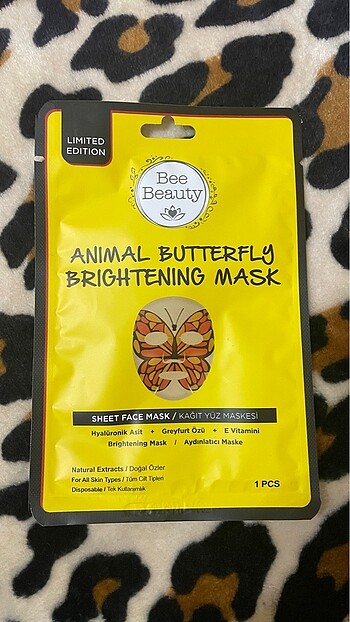 LIMITED
EDITION
Bee
Beauty
ANIMAL BUTTERFLY
BRIGHTENING MASK
SHEET FACE MASK / KAĞIT YÜZ MASKESİ
Hyalüronik Asit + Greyfurt Özü + E Vitamini
Brightening Mask / Aydınlatıcı Maske
Natural Extracts / Doğal Özler
For All Skin Types / Tüm Cilt Tipleri
Disposable / Tek Kullanımlık
1 PCS